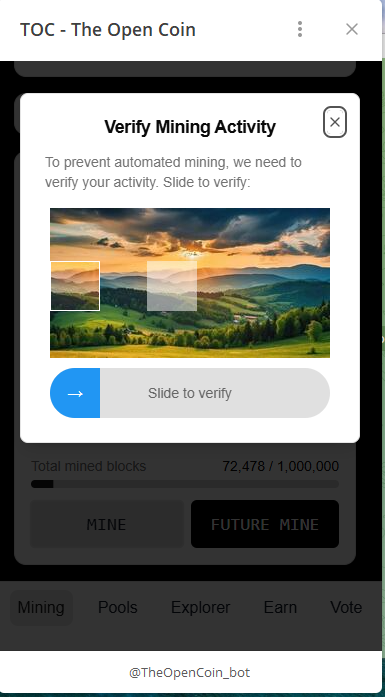 TOC - The Open Coin
Verify Mining Activity
To prevent automated mining, we need to
verify your activity. Slide to verify:
→ Slide to verify
Total mined blocks 72,478 / 1,000,000
MINE FUTURE MINE
Mining Pools Explorer Earn Vote
@TheOpenCoin_bot